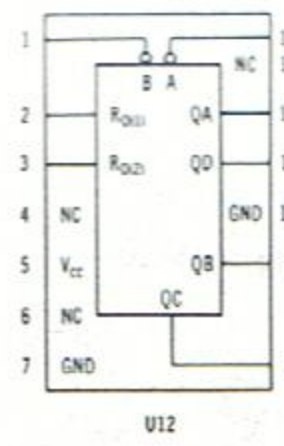 1
NC
B A
2 R0(1) QA
3 R0(2) QD
4 NC GND
5 VCC QB
6 NC QC
7 GND
U12